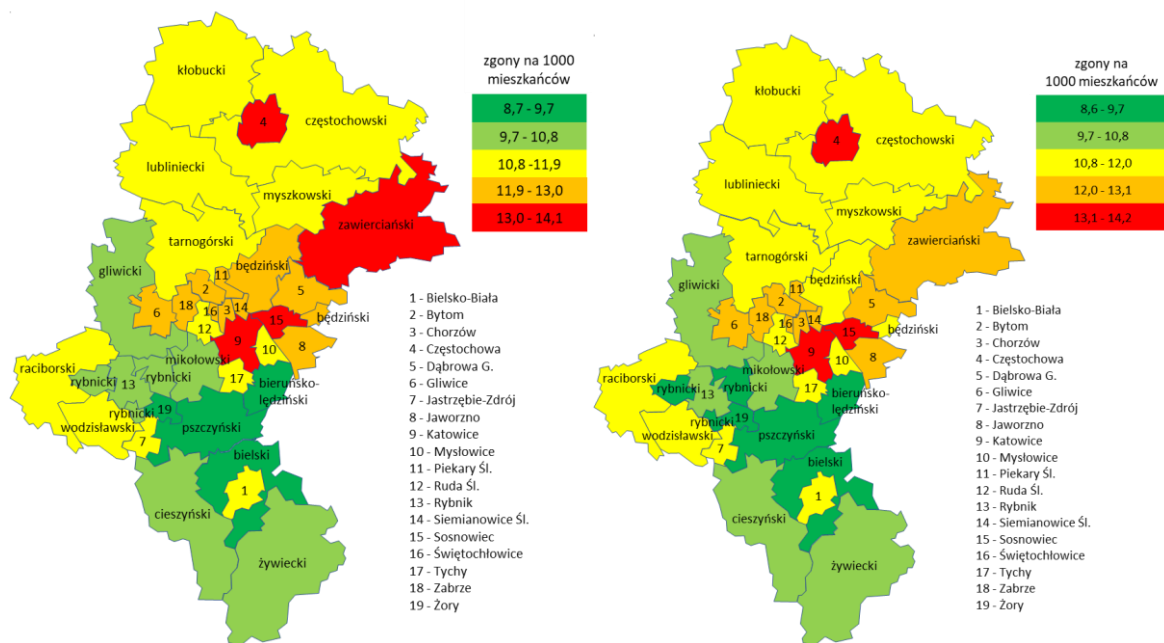 zgony na 1000
mieszkańców
8,7 - 9,7
9,7 - 10,8
10,8 -11,9
11,9 - 13,0
13,0 - 14,1
kłobucki
4
częstochowski
lubliniecki
myszkowski
zawierciański
tarnogórski
gliwicki
będziński
11
2
5
18
16
3
14
6
12
15
będziński
9
10
8
mikołowski
raciborski
rybnicki
13
rybnicki
17
bieruńsko-
lędziński
rybnicki
19
wodzisławski
7
pszczyński
bielski
1
cieszyński
żywiecki
1 - Bielsko-Biała
2 - Bytom
3 - Chorzów
4 - Częstochowa
5 - Dąbrowa G.
6 - Gliwice
7 - Jastrzębie-Zdrój
8 - Jaworzno
9 - Katowice
10 - Mysłowice
11 - Piekary Śl.
12 - Ruda Śl.
13 - Rybnik
14 - Siemianowice Śl.
15 - Sosnowiec
16 - Świętochłowice
17 - Tychy
18 - Zabrze
19 - Żory
zgony na
1000 mieszkańców
8,6 - 9,7
9,7 - 10,8
10,8 - 12,0
12,0 - 13,1
13,1 - 14,2
kłobucki
4
częstochowski
lubliniecki
myszkowski
zawierciański
tarnogórski
gliwicki
będziński
11
2
5
18
16
3
14
6
12
15
będziński
9
10
8
mikołowski
raciborski
rybnicki
13
rybnicki
17
bieruńsko-
lędziński
rybnicki
19
wodzisławski
7
pszczyński
bielski
1
cieszyński
żywiecki
1 - Bielsko-Biała
2 - Bytom
3 - Chorzów
4 - Częstochowa
5 - Dąbrowa G.
6 - Gliwice
7 - Jastrzębie-Zdrój
8 - Jaworzno
9 - Katowice
10 - Mysłowice
11 - Piekary Śl.
12 - Ruda Śl.
13 - Rybnik
14 - Siemianowice Śl.
15 - Sosnowiec
16 - Świętochłowice
17 - Tychy
18 - Zabrze
19 - Żory